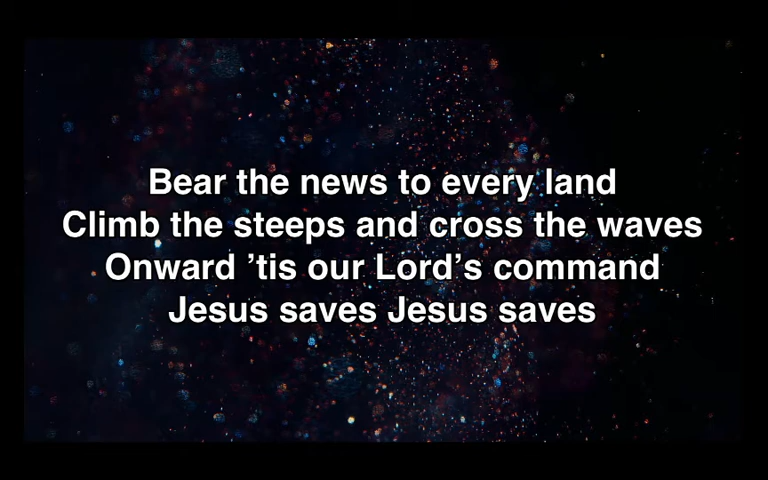 Bear the news to every land
Climb the steeps and cross the waves
Onward ’tis our Lord’s command
Jesus saves Jesus saves